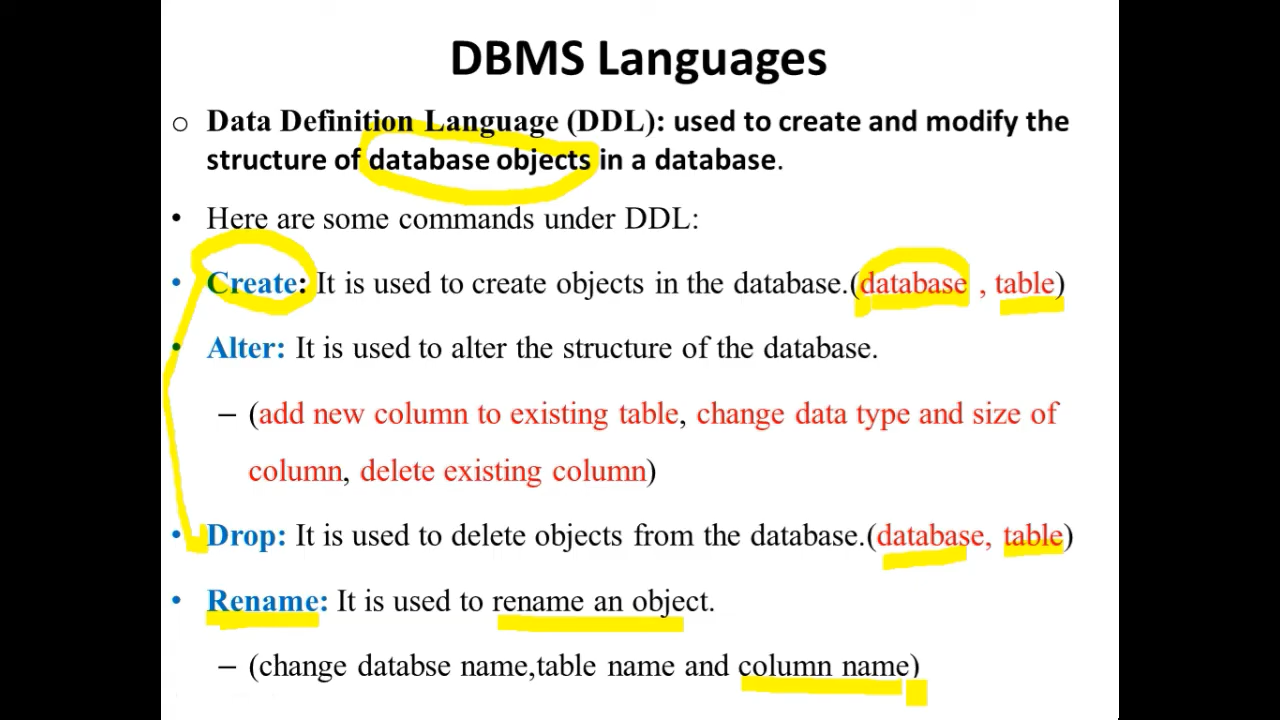 DBMS Languages
o Data Definition Language (DDL): used to create and modify the
structure of database objects in a database.
• Here are some commands under DDL:
• Create: It is used to create objects in the database.(database , table)
• Alter: It is used to alter the structure of the database.
– (add new column to existing table, change data type and size of
column, delete existing column)
• Drop: It is used to delete objects from the database.(database, table)
• Rename: It is used to rename an object.
– (change databse name,table name and column name)